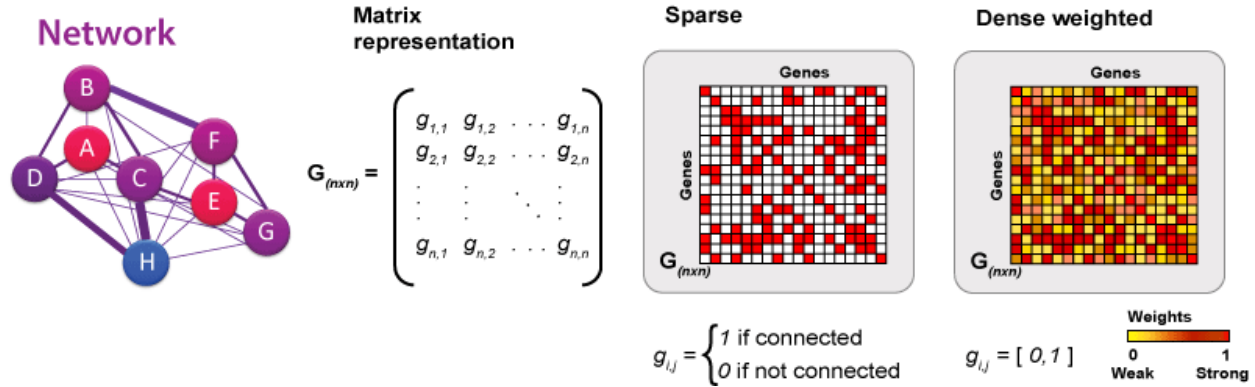 Network
B
F
A
D
C
E
G
H
Matrix
representation
G(nxn) =
g1,1 g1,2 . . . g1,n
g2,1 g2,2 . . . g2,n
. . . .
. . . .
gn,1 gn,2 . . . gn,n
Sparse
Genes
Genes
G(nxn)
gi,j = { 1 if connected
0 if not connected
Dense weighted
Genes
Genes
G(nxn)
gi,j = [ 0,1 ]
Weights
0 1
Weak Strong